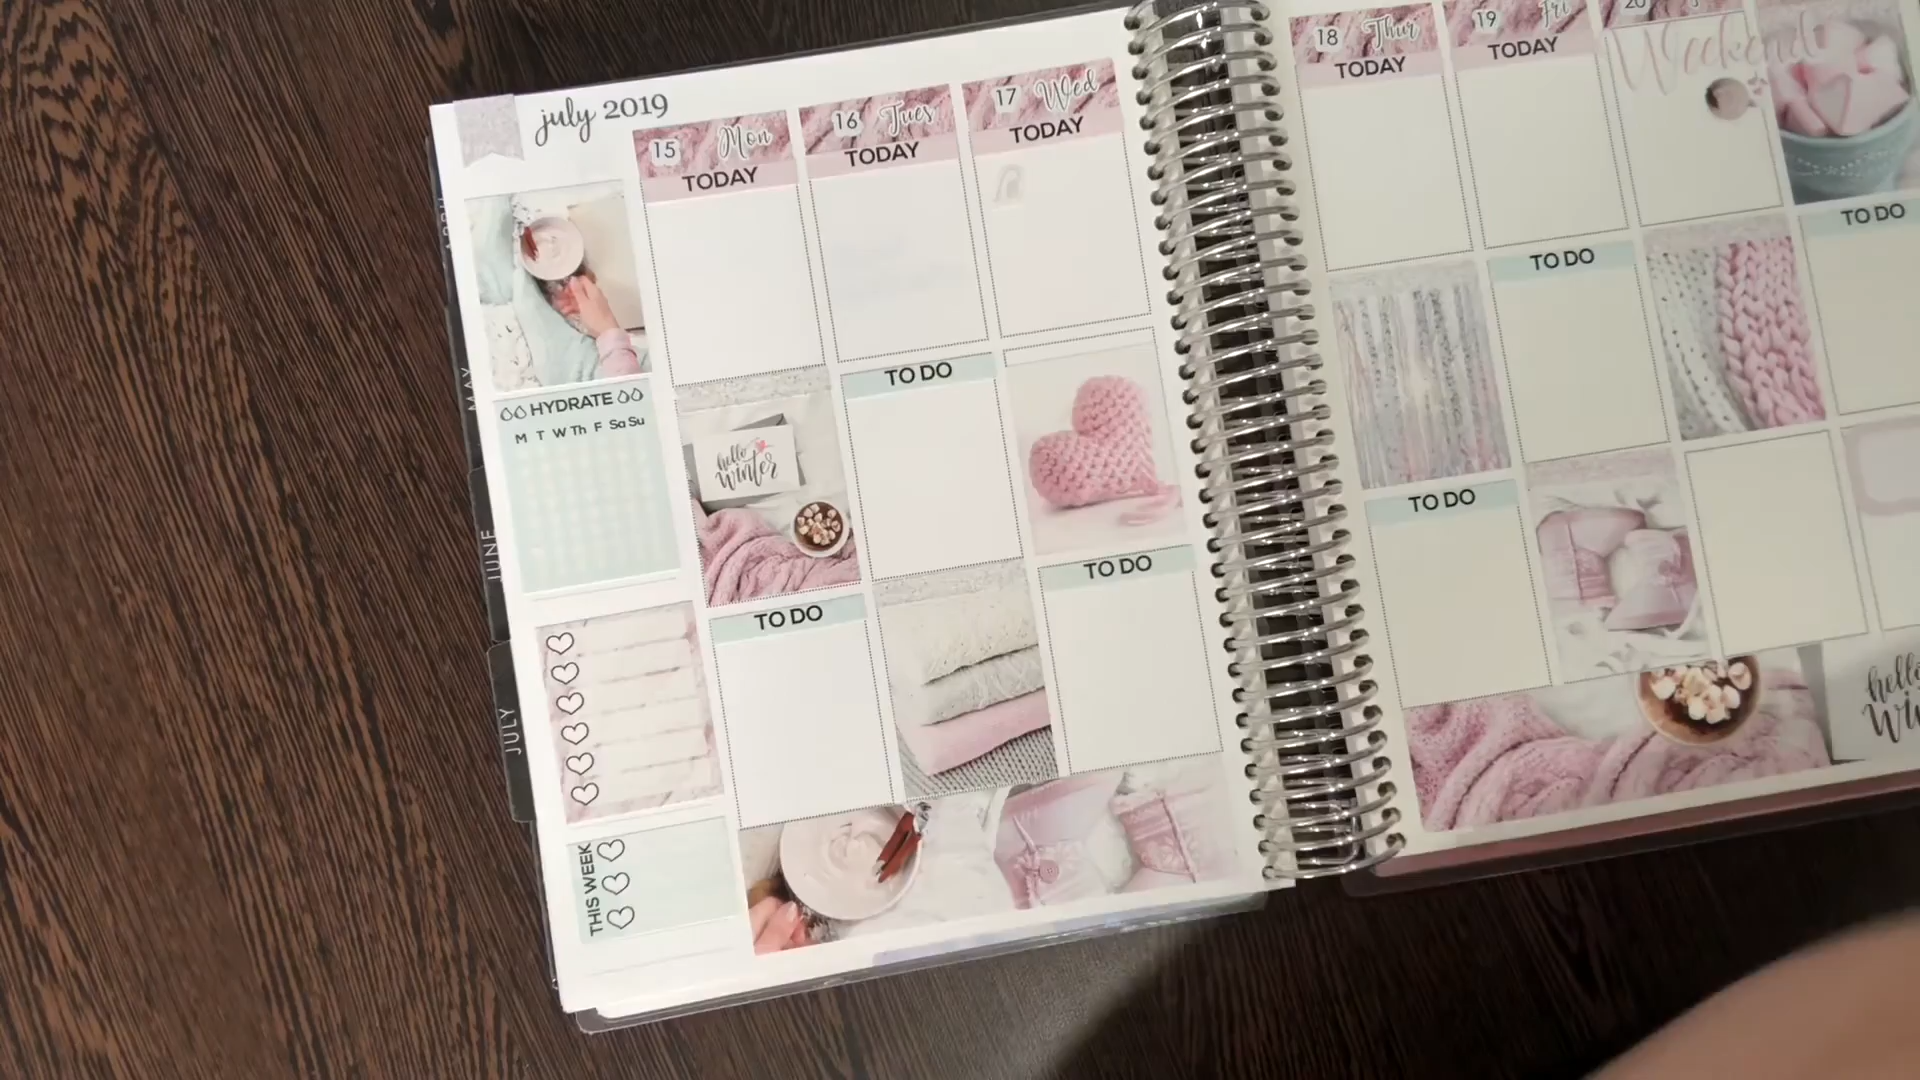 july 2019
15 Mon
TODAY
16 Tues
TODAY
17 Wed
TODAY
18 Thur
TODAY
19 Fri
TODAY
20
Weekend
HYDRATE
M T W Th F Sa Su
hello
winter
TO DO
TO DO
TO DO
THIS WEEK
TO DO
TO DO
TO DO
hello
MAY
JUNE
JULY